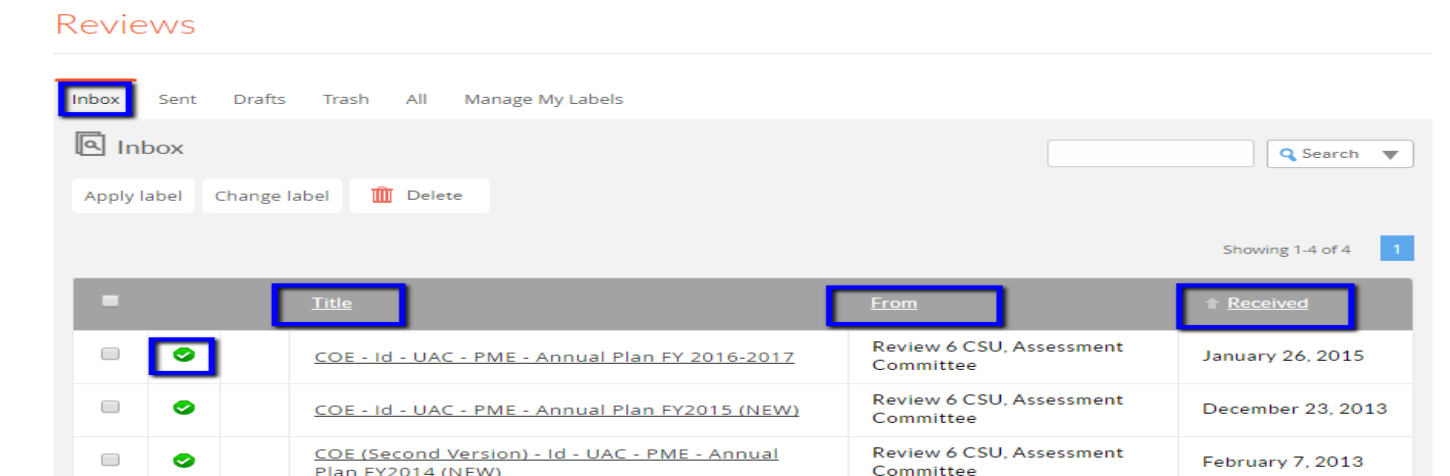 Reviews
Inbox Sent Drafts Trash All Manage My Labels
Inbox
Search
Apply label Change label Delete
Showing 1-4 of 4 1
Title From Received
COE - Id - UAC - PME - Annual Plan FY 2016-2017
Review 6 CSU, Assessment
Committee
January 26, 2015
COE - Id - UAC - PME - Annual Plan FY2015 (NEW)
Review 6 CSU, Assessment
Committee
December 23, 2013
COE (Second Version) - Id - UAC - PME - Annual
Plan FY2014 (NEW)
Review 6 CSU, Assessment
Committee
February 7, 2013